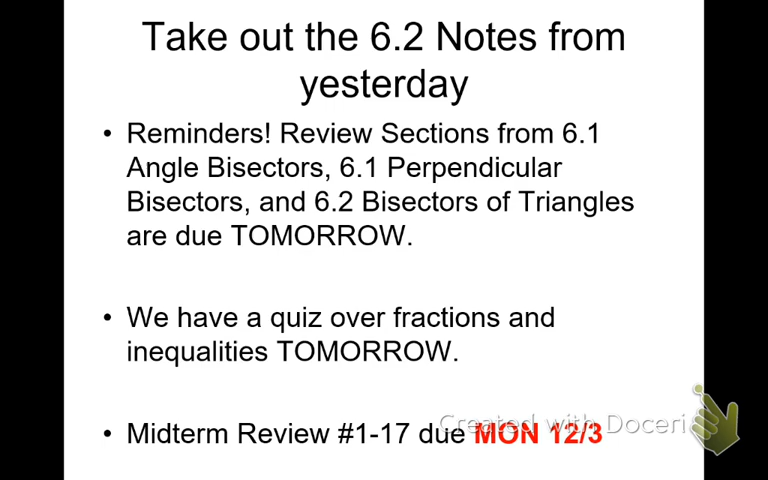 Take out the 6.2 Notes from
yesterday
• Reminders! Review Sections from 6.1
Angle Bisectors, 6.1 Perpendicular
Bisectors, and 6.2 Bisectors of Triangles
are due TOMORROW.
• We have a quiz over fractions and
inequalities TOMORROW.
• Midterm Review #1-17 due MON 12/3
Created with Doceri